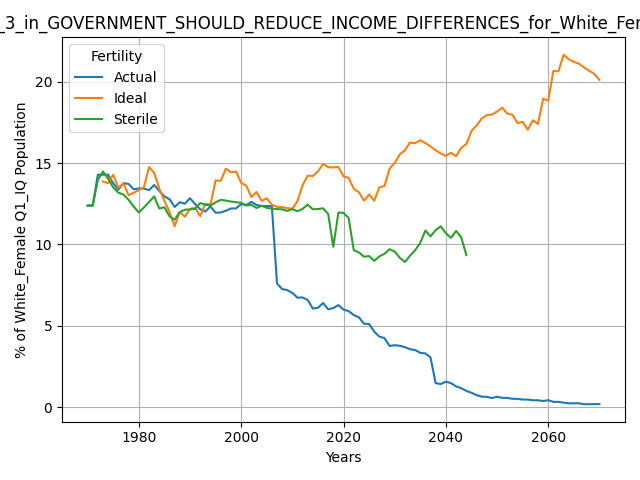 _3_in_GOVERNMENT_SHOULD_REDUCE_INCOME_DIFFERENCES_for_White_Fer
Fertility
Actual
Ideal
Sterile
% of White_Female Q1_IQ Population
20
15
10
5
0
1980 2000 2020 2040 2060
Years